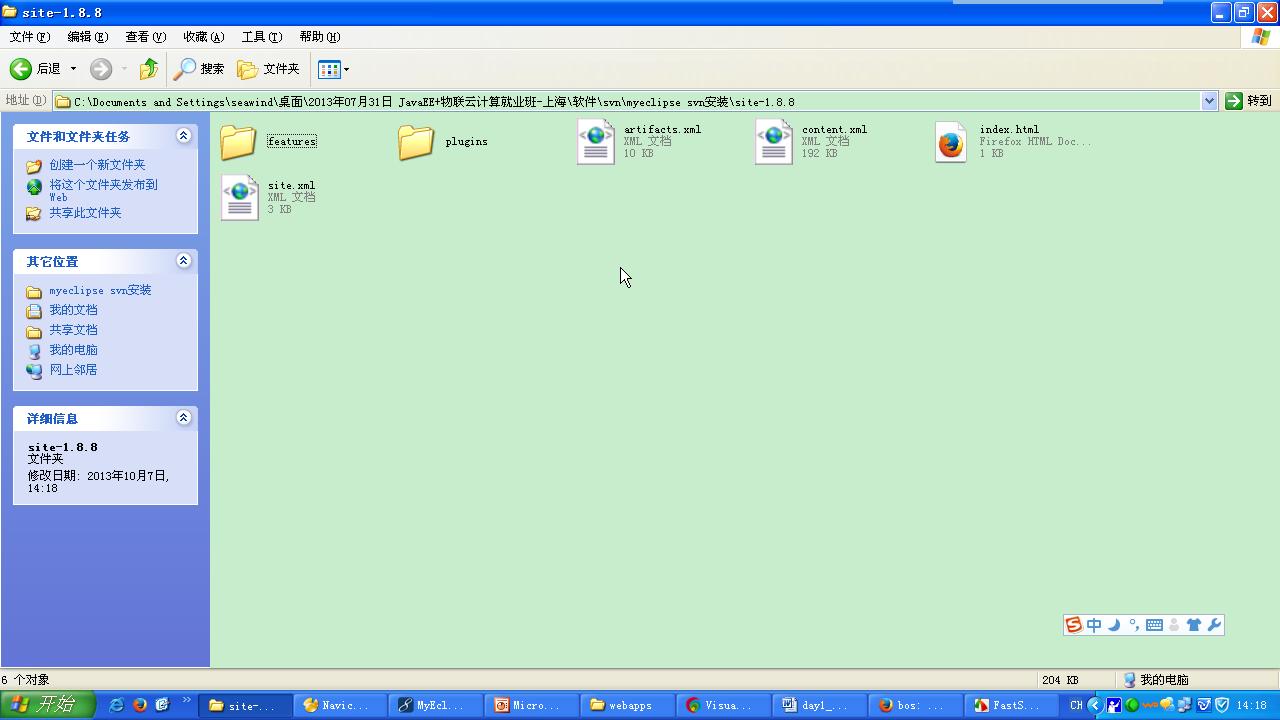 site-1.8.8
文件(F) 编辑(E) 查看(V) 收藏(A) 工具(T) 帮助(H)
后退 搜索 文件夹
地址(D) C:\Documents and Settings\seawind\桌面\2013年07月31日 JavaEE+物联云计算就业班-上海\软件\svn\myeclipse svn安装\site-1.8.8 转到
文件和文件夹任务
创建一个新文件夹
将这个文件夹发布到
Web
共享此文件夹
其它位置
myeclipse svn安装
我的文档
共享文档
我的电脑
网上邻居
详细信息
site-1.8.8
文件夹
修改日期: 2013年10月7日,
14:18
features
plugins
artifacts.xml
XML 文档
10 KB
content.xml
XML 文档
192 KB
index.html
Firefox HTML Doc...
1 KB
site.xml
XML 文档
3 KB
中
6 个对象 204 KB 我的电脑
开始 site-... Navic... MyEcl... Micro... webapps Visua... day1_... bos: ... FastS... CH 14:18